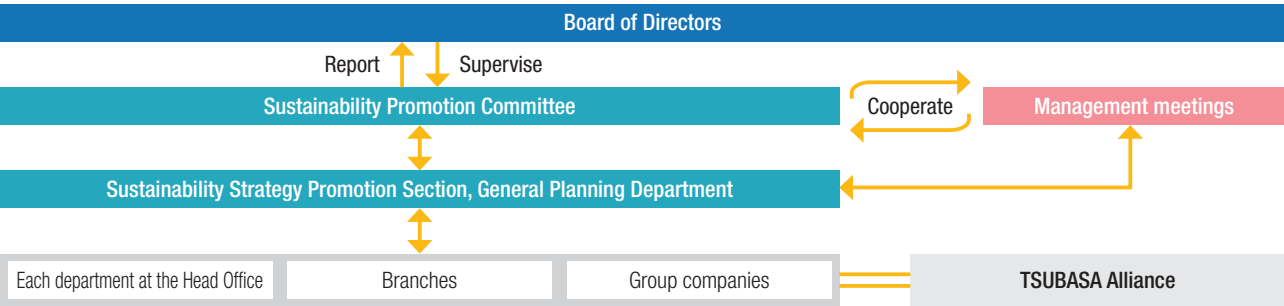 Board of Directors
Report
Supervise
Sustainability Promotion Committee
Cooperate
Management meetings
Sustainability Strategy Promotion Section, General Planning Department
Each department at the Head Office
Branches
Group companies
TSUBASA Alliance